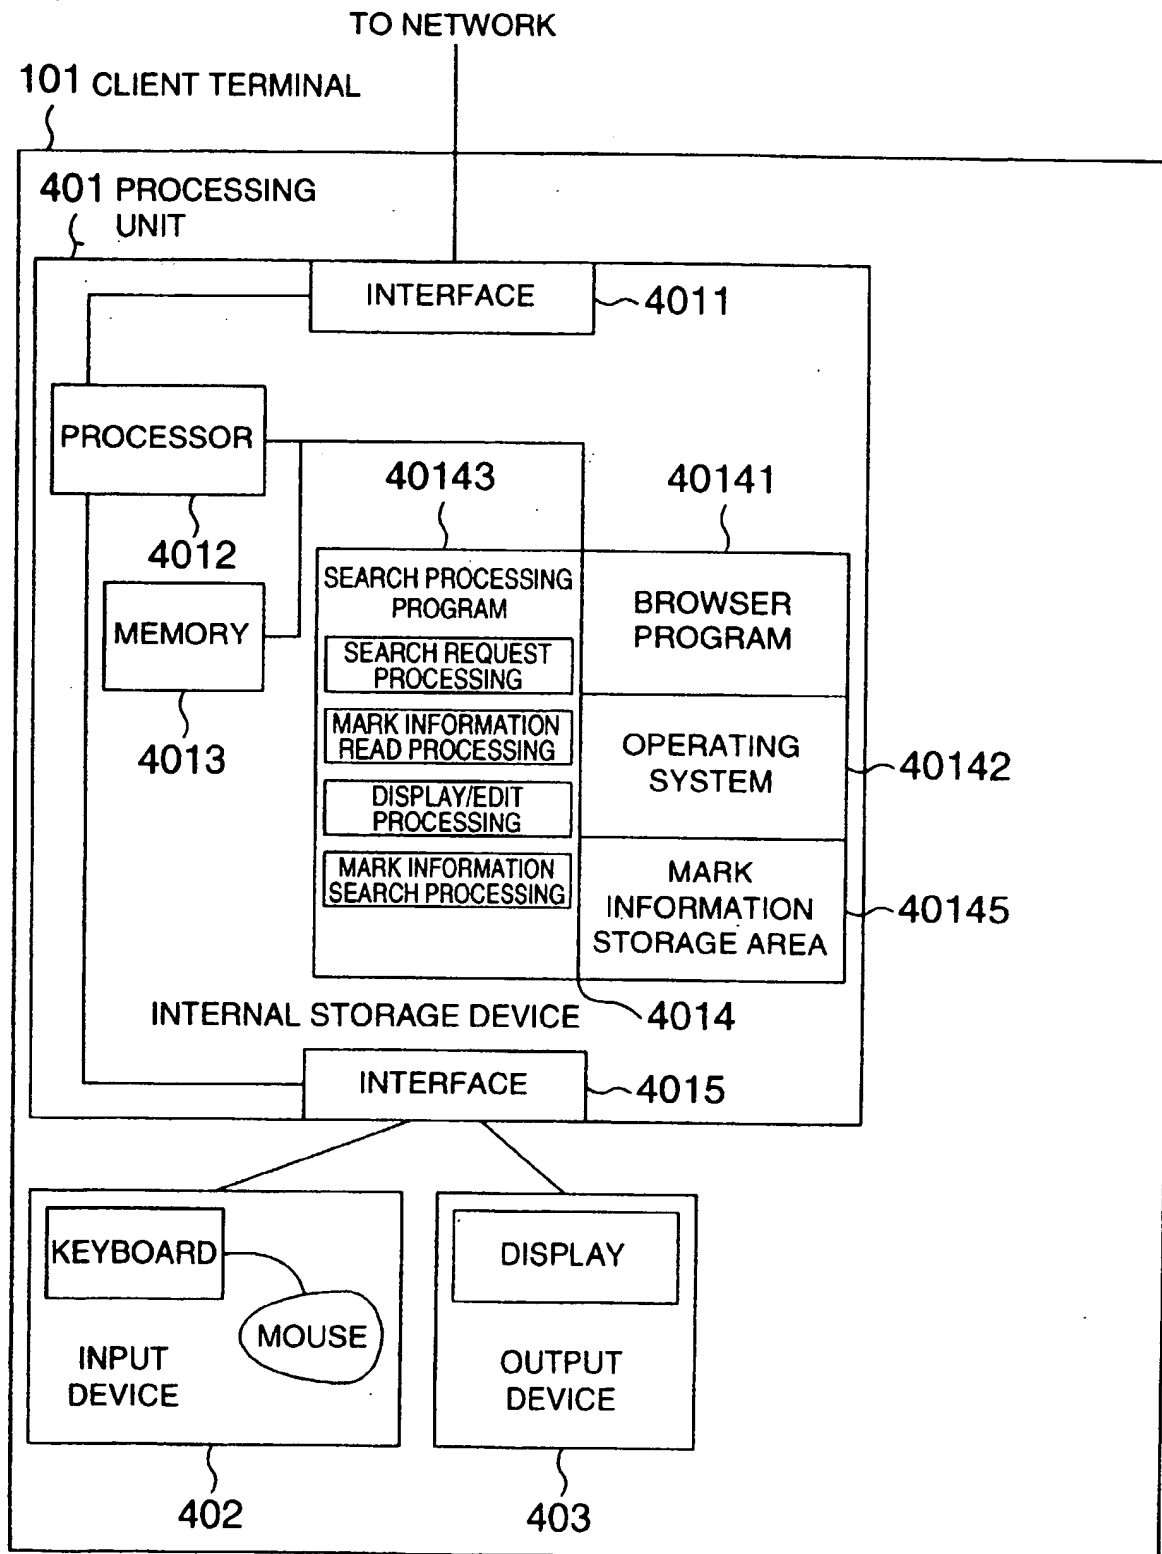 TO NETWORK
101 CLIENT TERMINAL
401 PROCESSING
UNIT
INTERFACE
4011
PROCESSOR
4012
40143
40141
MEMORY
4013
SEARCH PROCESSING
PROGRAM
SEARCH REQUEST
PROCESSING
MARK INFORMATION
READ PROCESSING
DISPLAY/EDIT
PROCESSING
MARK INFORMATION
SEARCH PROCESSING
BROWSER
PROGRAM
OPERATING
SYSTEM
40142
MARK
INFORMATION
STORAGE AREA
40145
INTERNAL STORAGE DEVICE
4014
INTERFACE
4015
KEYBOARD
MOUSE
INPUT
DEVICE
402
DISPLAY
OUTPUT
DEVICE
403